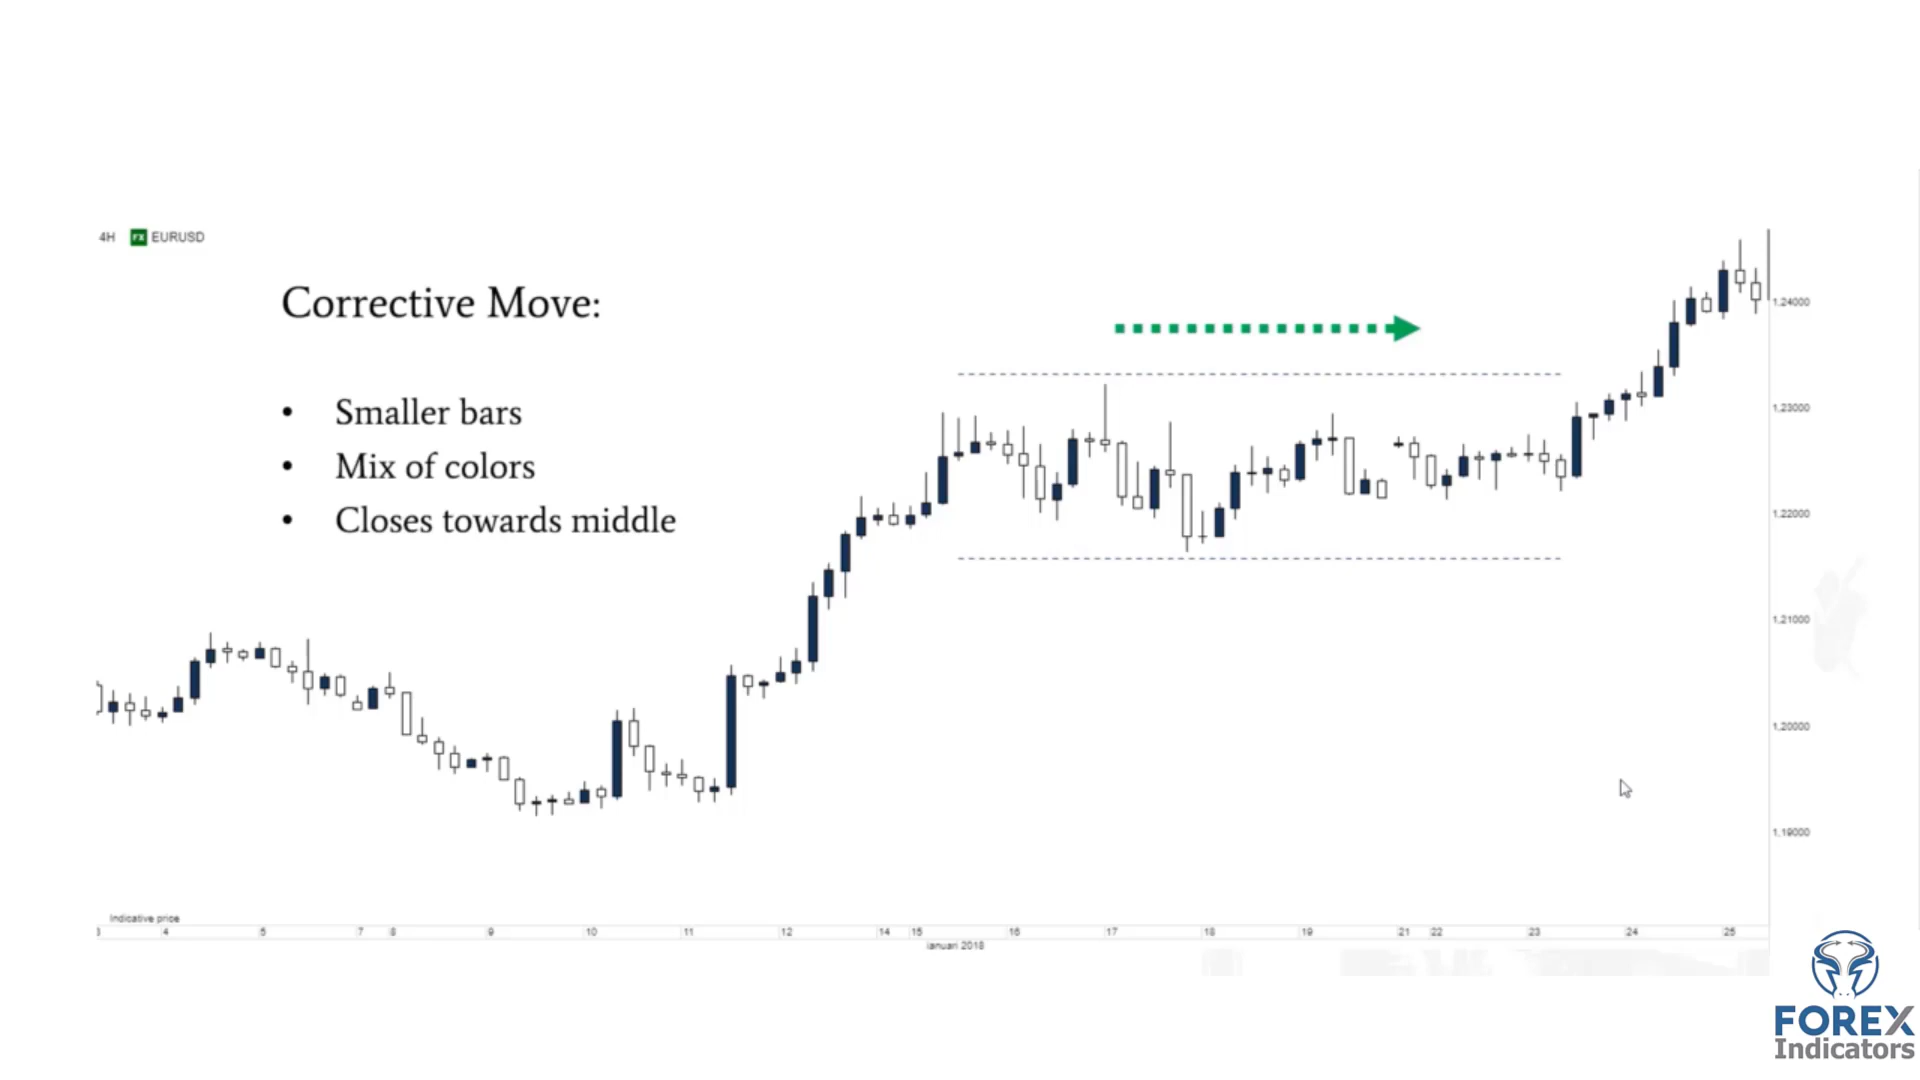 4H FX EURUSD
Corrective Move:
• Smaller bars
• Mix of colors
• Closes towards middle
1,24000
1,23000
1,22000
1,21000
1,20000
1,19000
Indicative price
3 4 5 7 8 9 10 11 12 14 15 16 17 18 19 21 22 23 24 25
januari 2018
FOREX
Indicators